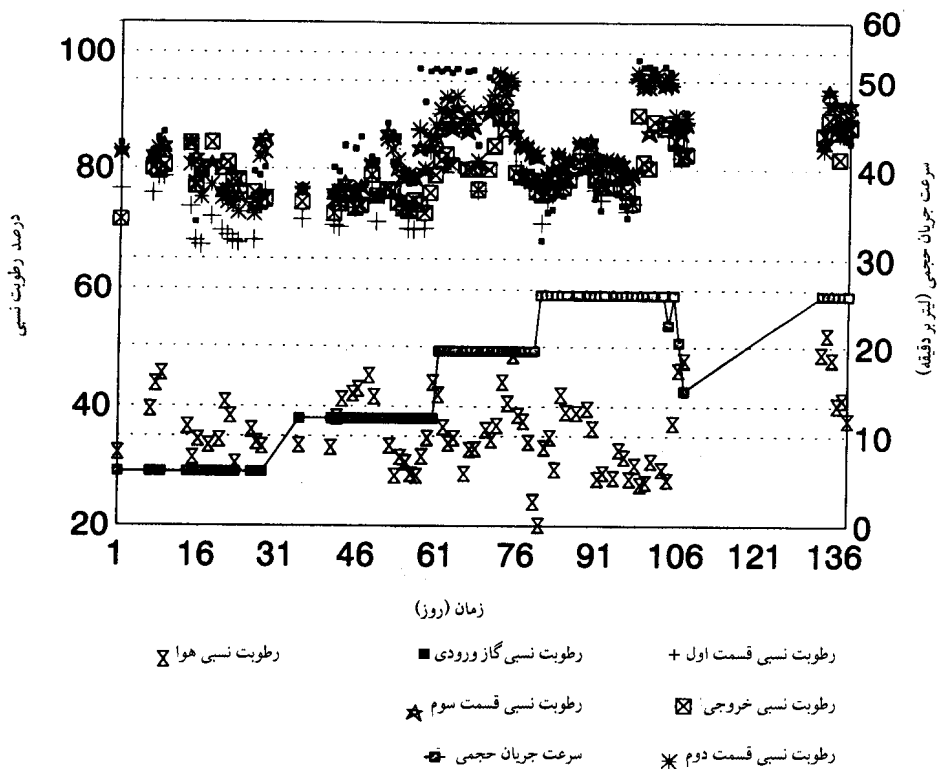 درصد رطوبت نسبی
100
80
60
40
20
سرعت جریان حجمی (لیتر بر دقیقه)
60
50
40
30
20
10
0
1 16 31 46 61 76 91 106 121 136
زمان (روز)
رطوبت نسبی قسمت اول رطوبت نسبی گاز ورودی رطوبت نسبی هوا
رطوبت نسبی خروجی رطوبت نسبی قسمت سوم
رطوبت نسبی قسمت دوم سرعت جریان حجمی